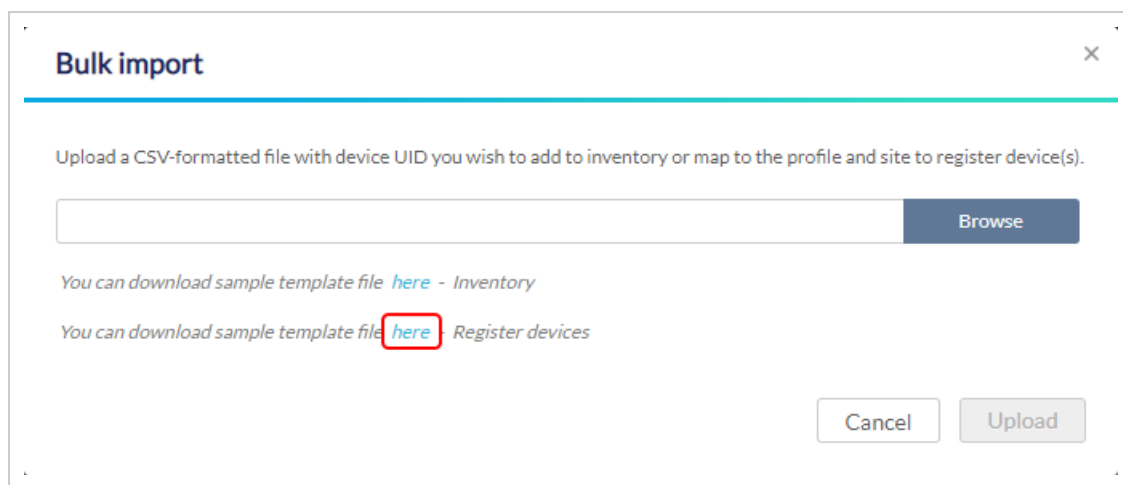 Bulk import
×
Upload a CSV-formatted file with device UID you wish to add to inventory or map to the profile and site to register device(s).
Browse
You can download sample template file here - Inventory
You can download sample template file here - Register devices
Cancel Upload